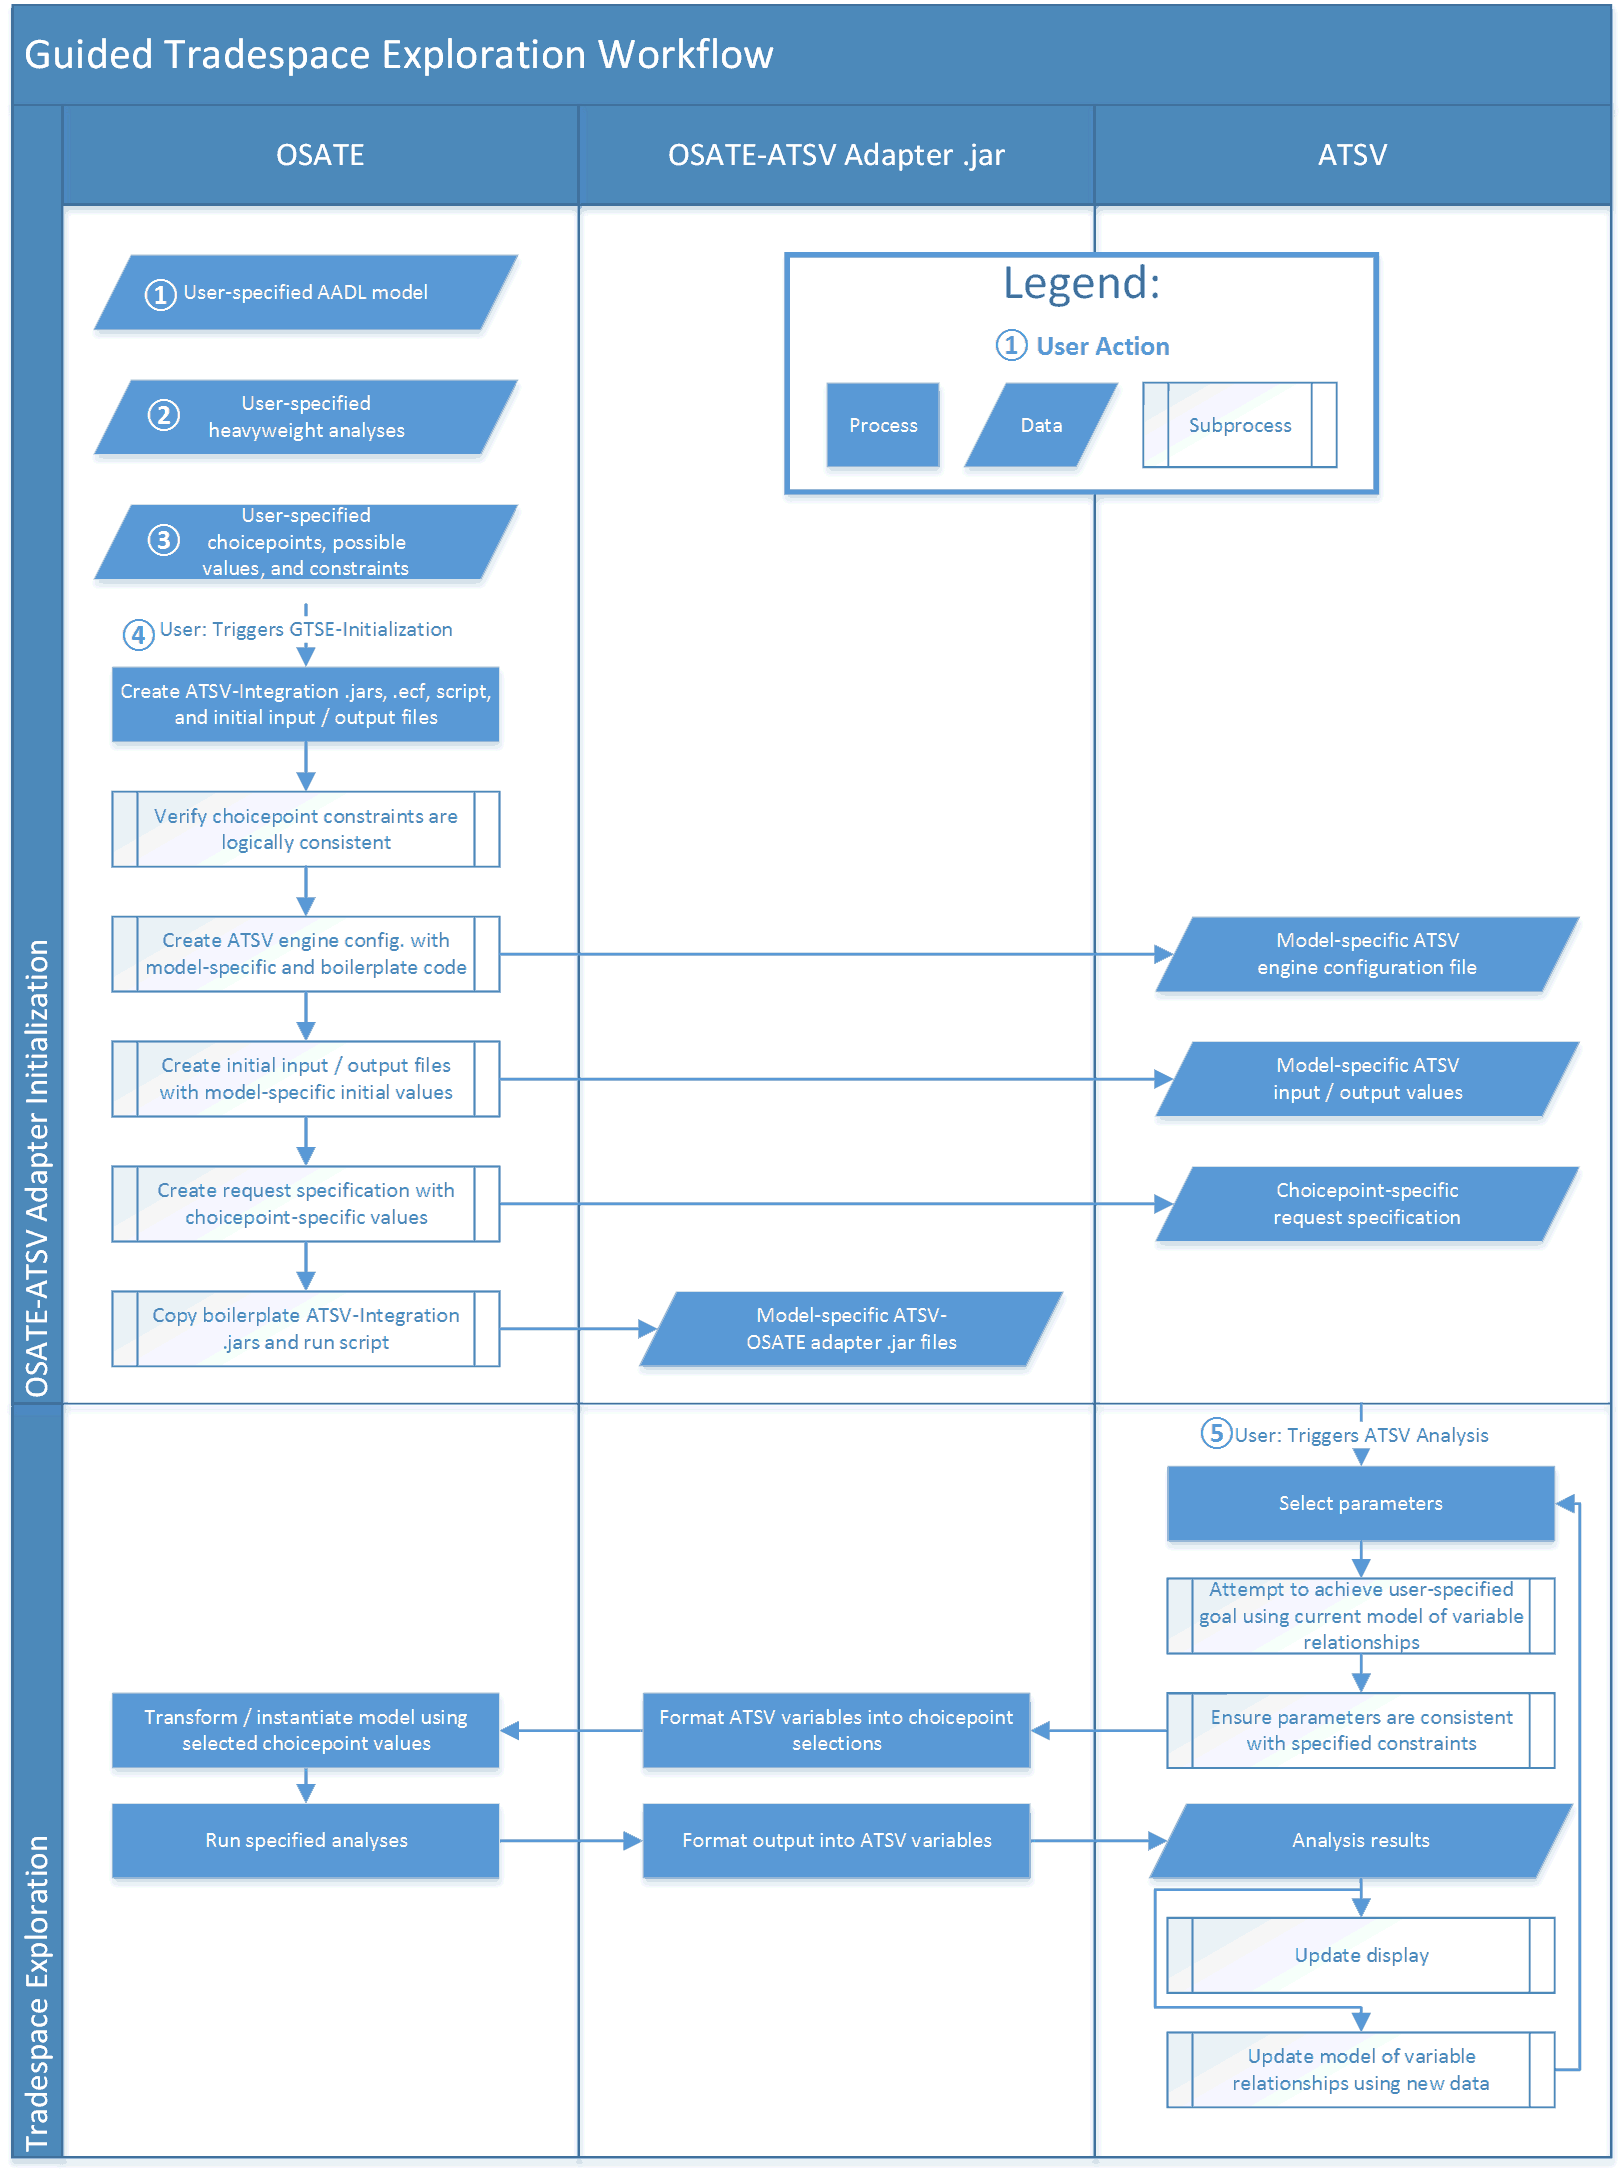 Guided Tradespace Exploration Workflow
OSATE
OSATE-ATSV Adapter .jar
ATSV
OSATE-ATSV Adapter Initialization
1 User-specified AADL model
2 User-specified
heavyweight analyses
3 User-specified
choicepoints, possible
values, and constraints
Legend:
1 User Action
Process
Data
Subprocess
4 User: Triggers GTSE-Initialization
Create ATSV-Integration .jars, .ecf, script,
and initial input / output files
Verify choicepoint constraints are
logically consistent
Create ATSV engine config. with
model-specific and boilerplate code
Model-specific ATSV
engine configuration file
Create initial input / output files
with model-specific initial values
Model-specific ATSV
input / output values
Create request specification with
choicepoint-specific values
Choicepoint-specific
request specification
Copy boilerplate ATSV-Integration
.jars and run script
Model-specific ATSV-
OSATE adapter .jar files
Tradespace Exploration
5 User: Triggers ATSV Analysis
Select parameters
Attempt to achieve user-specified
goal using current model of variable
relationships
Ensure parameters are consistent
with specified constraints
Format ATSV variables into choicepoint
selections
Transform / instantiate model using
selected choicepoint values
Run specified analyses
Format output into ATSV variables
Analysis results
Update display
Update model of variable
relationships using new data